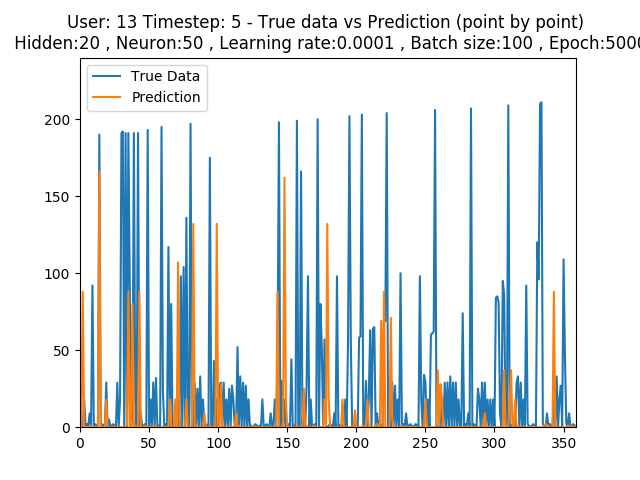 User: 13 Timestep: 5 - True data vs Prediction (point by point)
Hidden:20 , Neuron:50 , Learning rate:0.0001 , Batch size:100 , Epoch:5000
True Data
Prediction
200
150
100
50
0
0 50 100 150 200 250 300 350